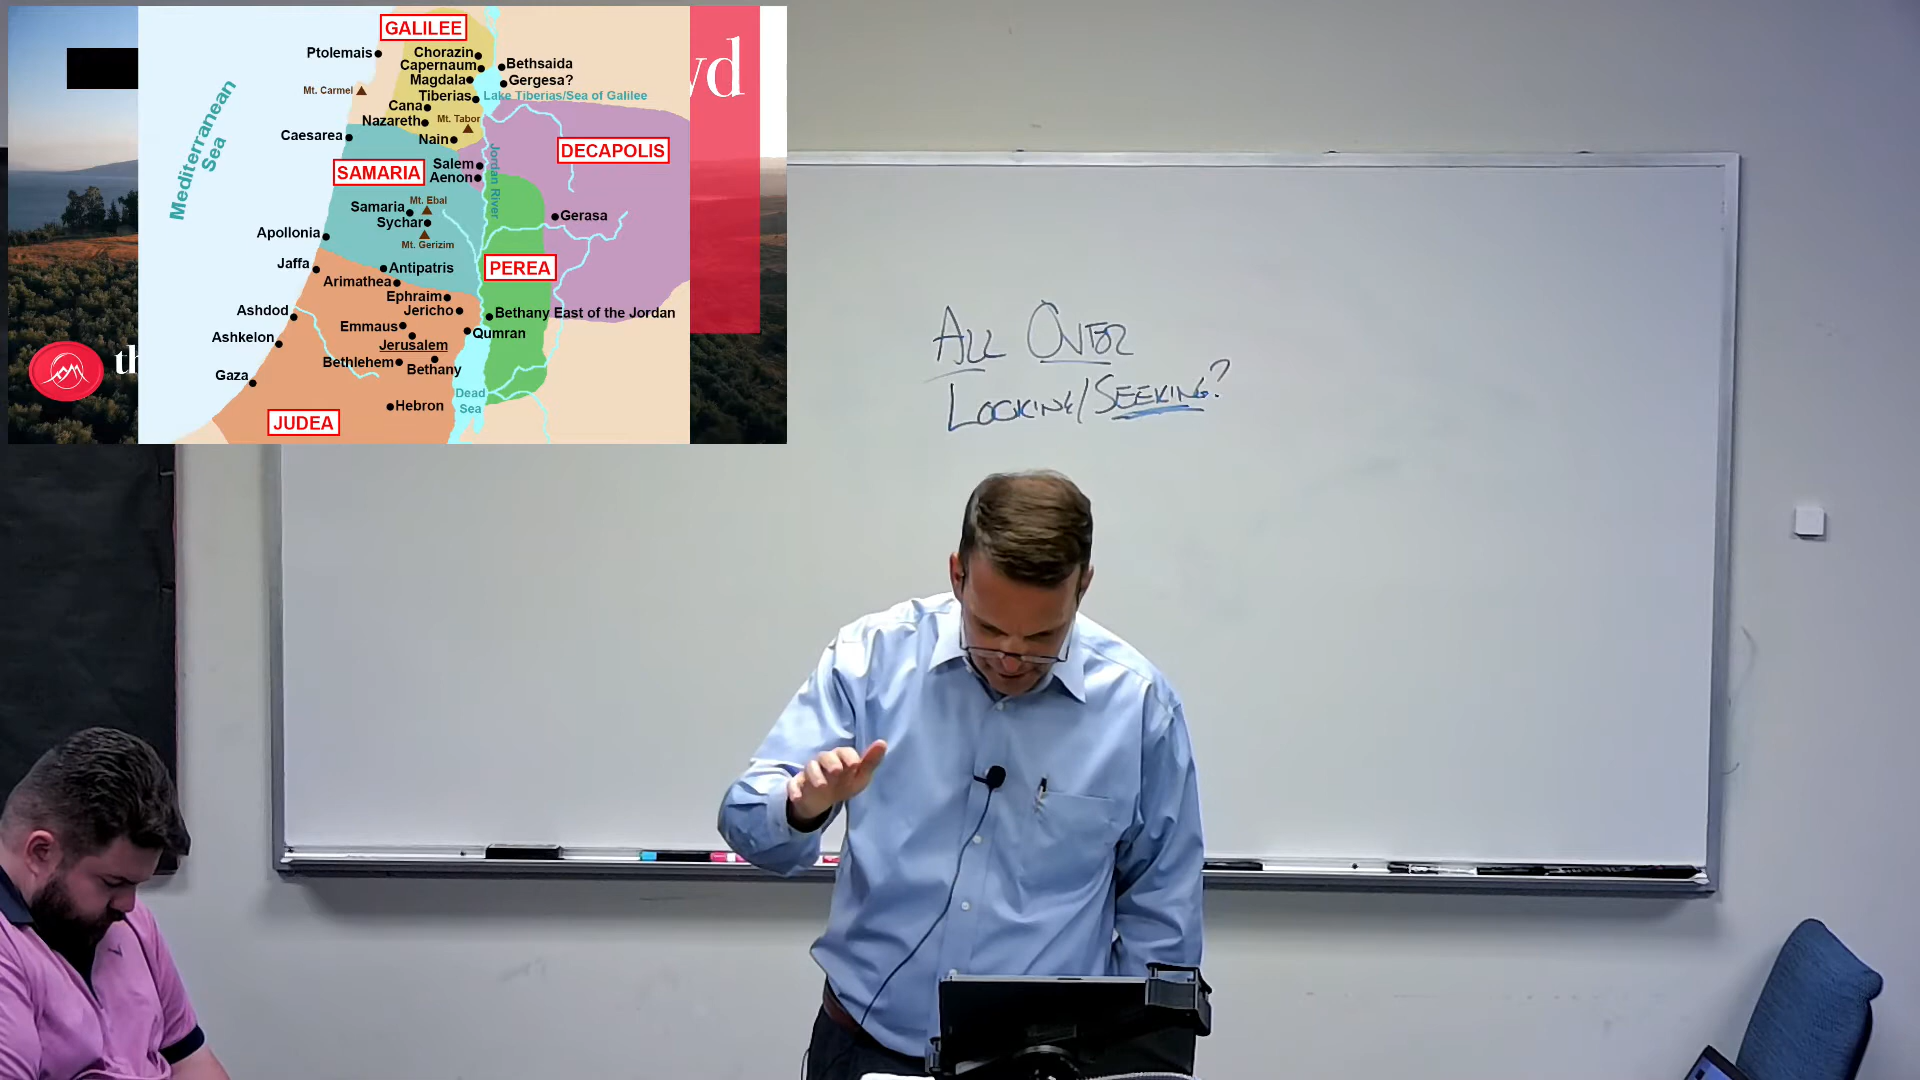 GALILEE
Ptolemais
Chorazin
Capernaum
Bethsaida
Magdala
Gergesa?
Mt. Carmel
Tiberias
Lake Tiberias/Sea of Galilee
Cana
Nazareth
Mt. Tabor
Caesarea
Nain
DECAPOLIS
Mediterranean
Sea
Jordan River
SAMARIA
Salem
Aenon
Samaria
Mt. Ebal
Sychar
Gerasa
Mt. Gerizim
Apollonia
Jaffa
Antipatris
PEREA
Arimathea
Ephraim
Jericho
Ashdod
Bethany East of the Jordan
Emmaus
Qumran
Ashkelon
Jerusalem
Bethlehem
Bethany
Gaza
Dead
Sea
Hebron
JUDEA
ALL OVER
LOOKING/SEEKING?